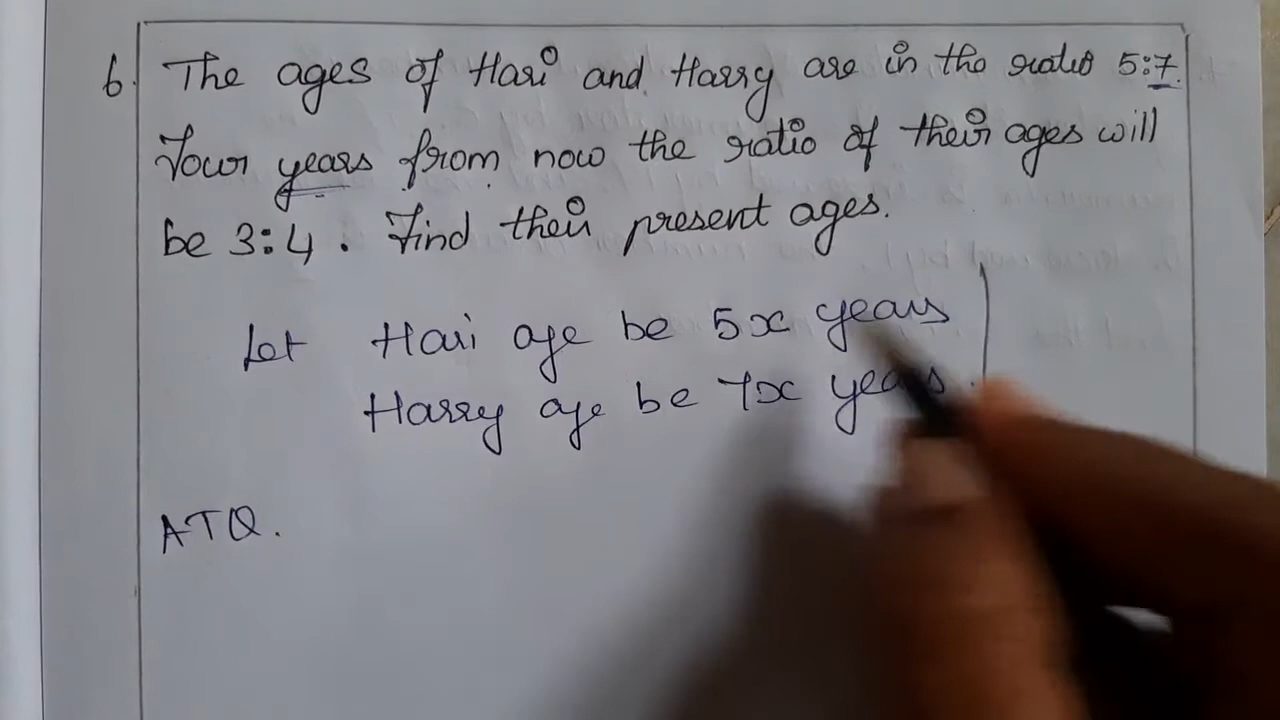 6. The ages of Hari and Harry are in the ratio 5:7.
Four years from now the ratio of their ages will
be 3:4. Find their present ages.
Let Hari age be 5x years
Harry age be 7x years.
ATQ.